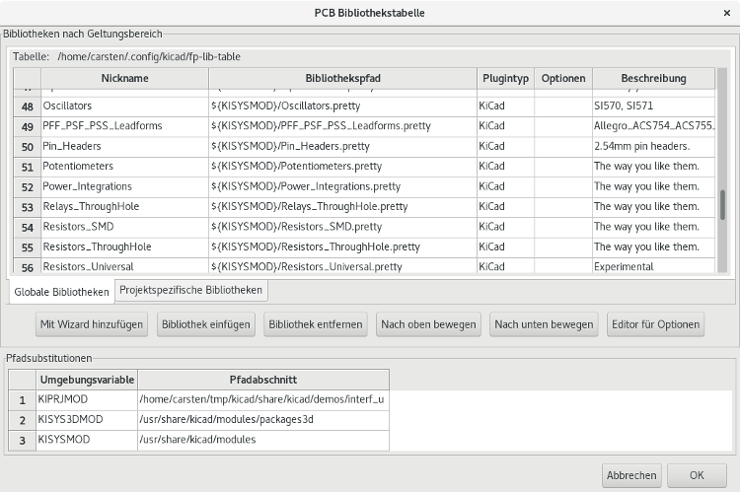 PCB Bibliothekstabelle
Bibliotheken nach Geltungsbereich
Tabelle: /home/carsten/.config/kicad/fp-lib-table
Nickname Bibliothekspfad Plugintyp Optionen Beschreibung
48 Oscillators ${KISYSMOD}/Oscillators.pretty KiCad SI570, SI571
49 PFF_PSF_PSS_Leadforms ${KISYSMOD}/PFF_PSF_PSS_Leadforms.pretty KiCad Allegro_ACS754_ACS755.
50 Pin_Headers ${KISYSMOD}/Pin_Headers.pretty KiCad 2.54mm pin headers.
51 Potentiometers ${KISYSMOD}/Potentiometers.pretty KiCad The way you like them.
52 Power_Integrations ${KISYSMOD}/Power_Integrations.pretty KiCad The way you like them.
53 Relays_ThroughHole ${KISYSMOD}/Relays_ThroughHole.pretty KiCad The way you like them.
54 Resistors_SMD ${KISYSMOD}/Resistors_SMD.pretty KiCad The way you like them.
55 Resistors_ThroughHole ${KISYSMOD}/Resistors_ThroughHole.pretty KiCad The way you like them.
56 Resistors_Universal ${KISYSMOD}/Resistors_Universal.pretty KiCad Experimental
Globale Bibliotheken Projektspezifische Bibliotheken
Mit Wizard hinzufügen Bibliothek einfügen Bibliothek entfernen Nach oben bewegen Nach unten bewegen Editor für Optionen
Pfadsubstitutionen
Umgebungsvariable Pfadabschnitt
1 KIPRJMOD /home/carsten/tmp/kicad/share/kicad/demos/interf_u
2 KISYS3DMOD /usr/share/kicad/modules/packages3d
3 KISYSMOD /usr/share/kicad/modules
Abbrechen OK